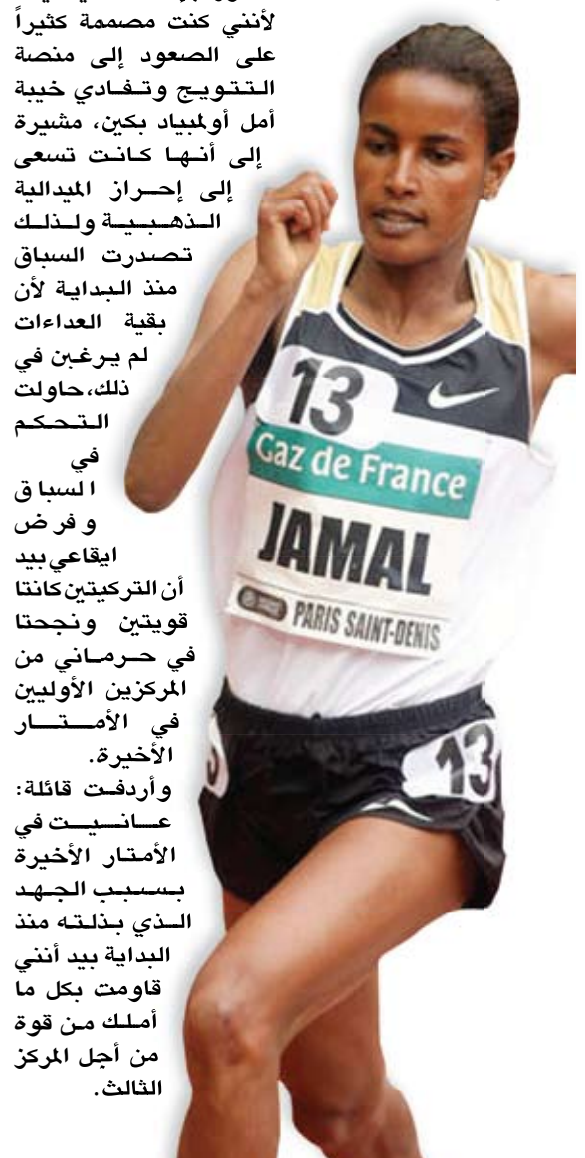 لأنني كنت مصممة كثيراً
على الصعود إلى منصة
التتويج وتفادي خيبة
أمل أولمبياد بكين، مشيرة
إلى أنها كانت تسعى
إلى إحراز الميدالية
الذهبية ولذلك
تصدرت السباق
منذ البداية لأن
بقية العداءات
لم يرغبن في
ذلك،حاولت
التحكم
في
السباق
وفرض
ايقاعي بيد
أن التركيتين كانتا
قويتين ونجحتا
في حرماني من
المركزين الأوليين
في الأمتار
الأخيرة.
وأردفت قائلة:
عانيت في
الأمتار الأخيرة
بسبب الجهد
الذي بذلته منذ
البداية بيد أنني
قاومت بكل ما
أملك من قوة
من أجل المركز
الثالث.
13
Gaz de France
JAMAL
PARIS SAINT-DENIS
13